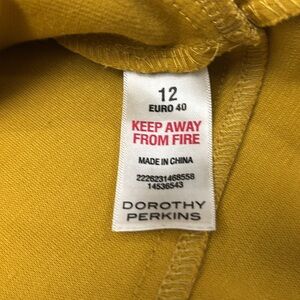 12
EURO 40
KEEP AWAY
FROM FIRE
MADE IN CHINA
2226231468558
14536543
DOROTHY
PERKINS